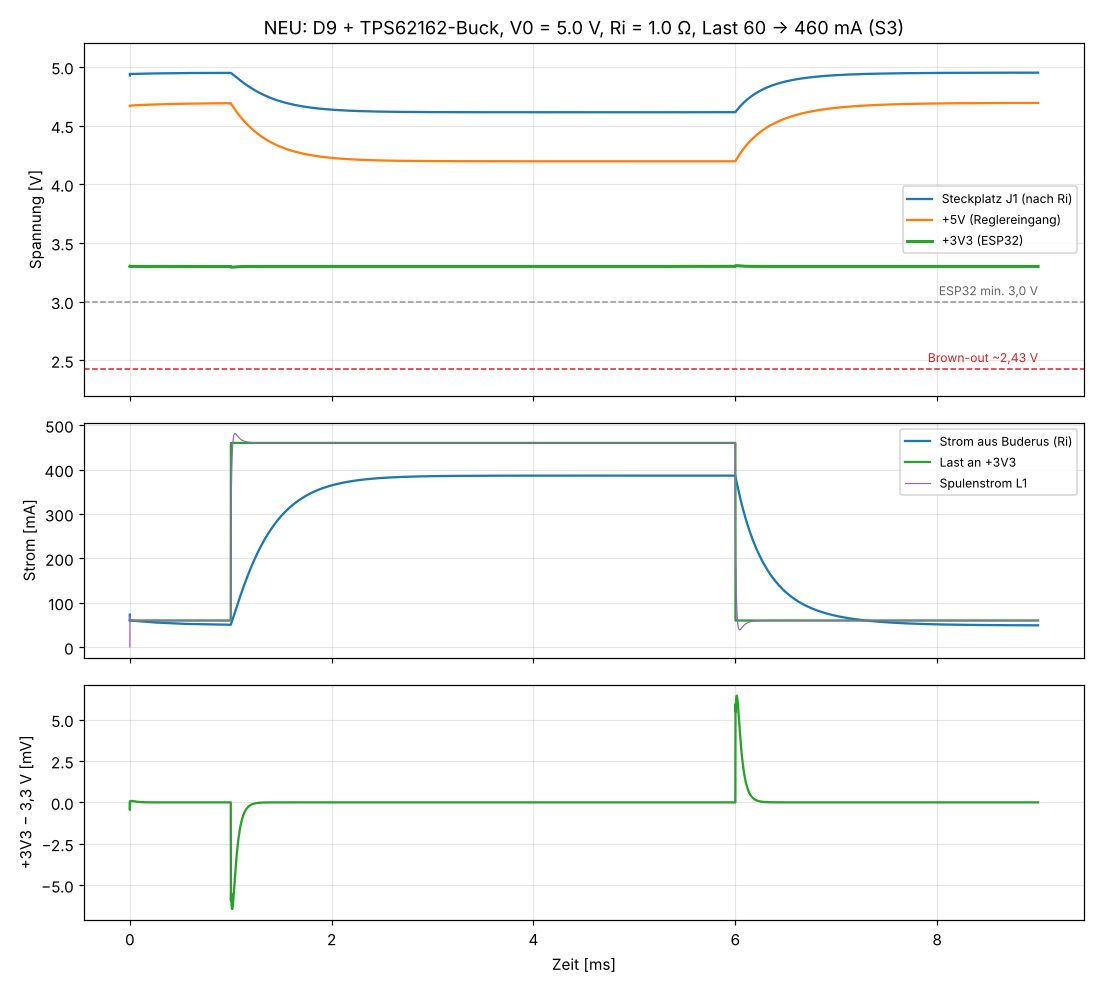 NEU: D9 + TPS62162-Buck, V0 = 5.0 V, Ri = 1.0 Ω, Last 60 → 460 mA (S3)
Spannung [V]
5.0
4.5
4.0
3.5
3.0
2.5
Steckplatz J1 (nach Ri)
+5V (Reglereingang)
+3V3 (ESP32)
ESP32 min. 3,0 V
Brown-out ~2,43 V
Strom [mA]
500
400
300
200
100
0
Strom aus Buderus (Ri)
Last an +3V3
Spulenstrom L1
+3V3 − 3,3 V [mV]
5.0
2.5
0.0
−2.5
−5.0
0 2 4 6 8
Zeit [ms]